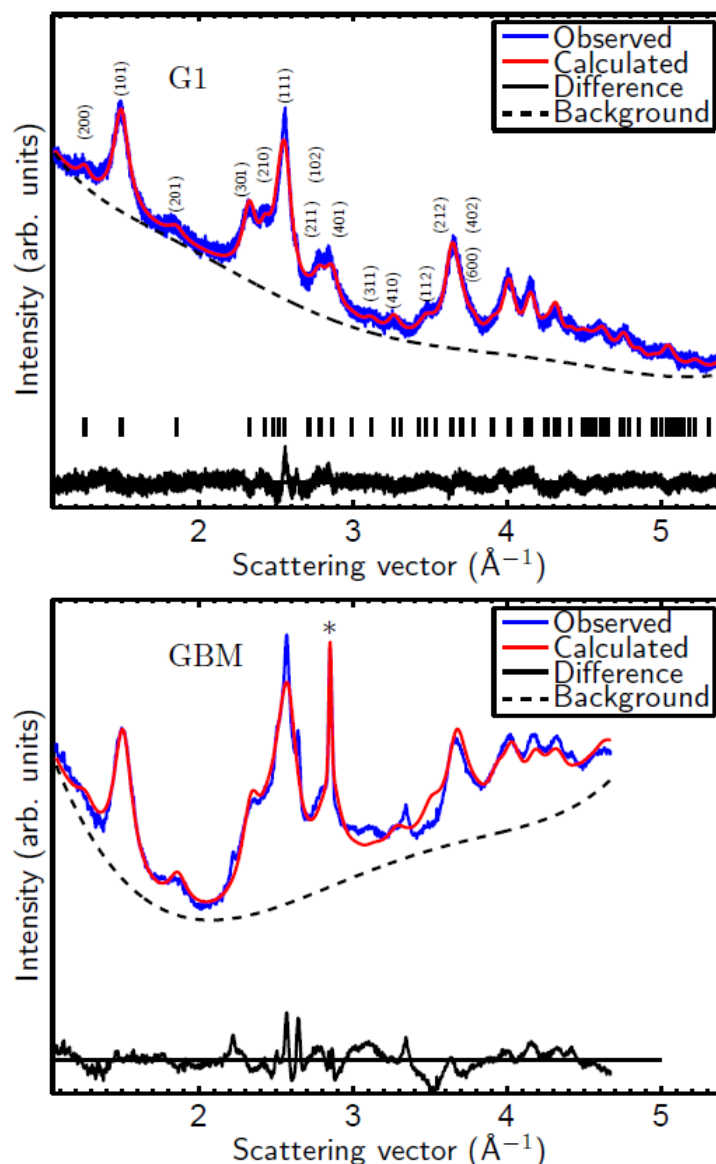 G1
Observed
Calculated
Difference
Background
(200)
(101)
(201)
(301)
(210)
(111)
(211)
(102)
(401)
(311)
(410)
(112)
(212)
(402)
(600)
Intensity (arb. units)
2 3 4 5
Scattering vector (Å⁻¹)
GBM
*
Observed
Calculated
Difference
Background
Intensity (arb. units)
2 3 4 5
Scattering vector (Å⁻¹)